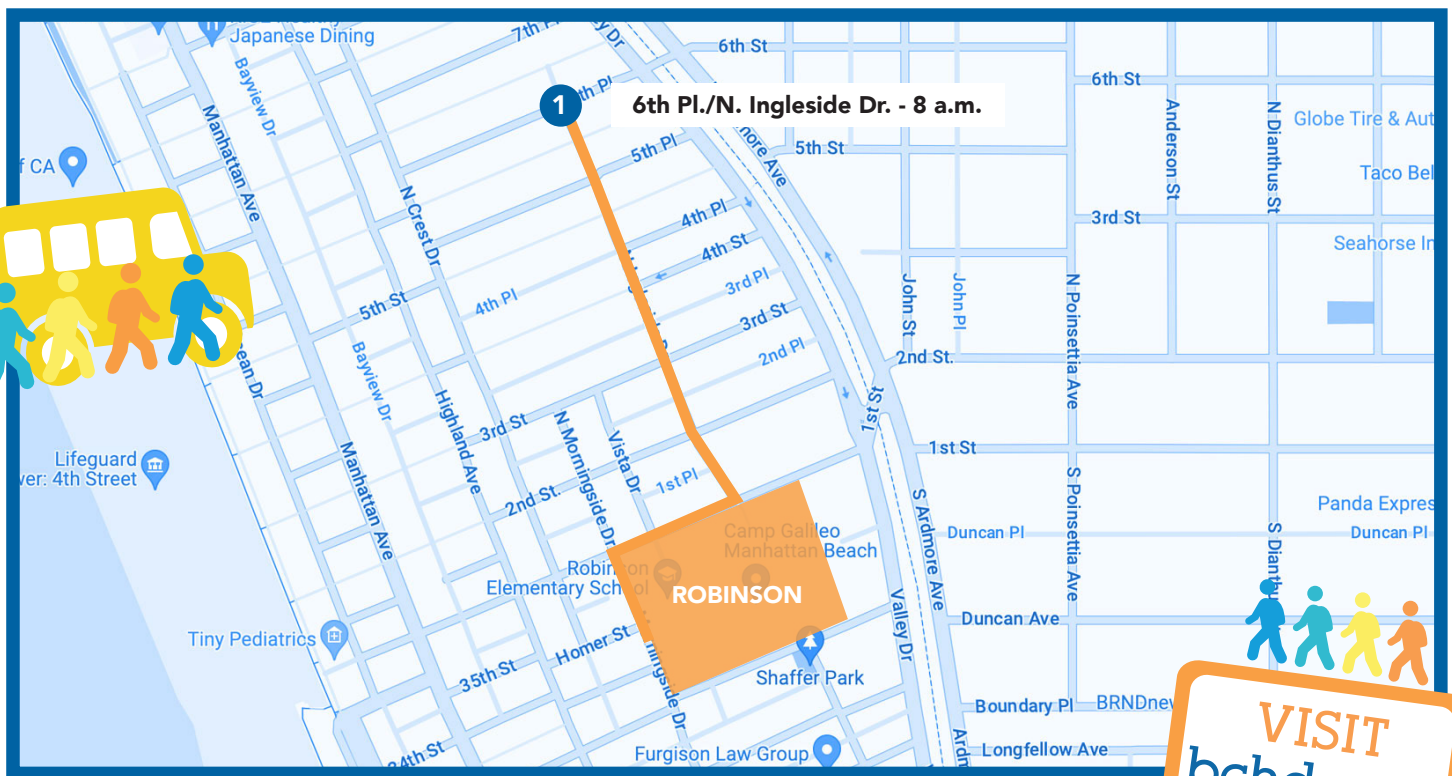 Japanese Dining
7th
6th St
6th St
1
6th Pl./N. Ingleside Dr. - 8 a.m.
Bayview Dr
Manhattan Ave
Anderson St
N Dianthus St
Globe Tire & Aut
5th Pl
5th St
f CA
Taco Bel
N Crest Dr
4th Pl
3rd St
4th St
Seahorse In
3rd Pl
4th Pl
John St
John Pl
N Poinsettia Ave
5th St
3rd St
2nd Pl
2nd St.
Bayview Dr
Highland Ave
1st St
3rd St
N Morningside Dr
Vista Dr
1st St
Lifeguard
ver: 4th Street
Manhattan Ave
2nd St.
1st Pl
S Ardmore Ave
S Poinsettia Ave
Panda Expres
Camp Galileo
Manhattan Beach
Duncan Pl
Duncan Pl
Robinson
Elementary School
ROBINSON
Valley Dr
Duncan Ave
Tiny Pediatrics
Homer St
35th St
Shaffer Park
Boundary Pl
BRNDnew
Furgison Law Group
Longfellow Ave
VISIT